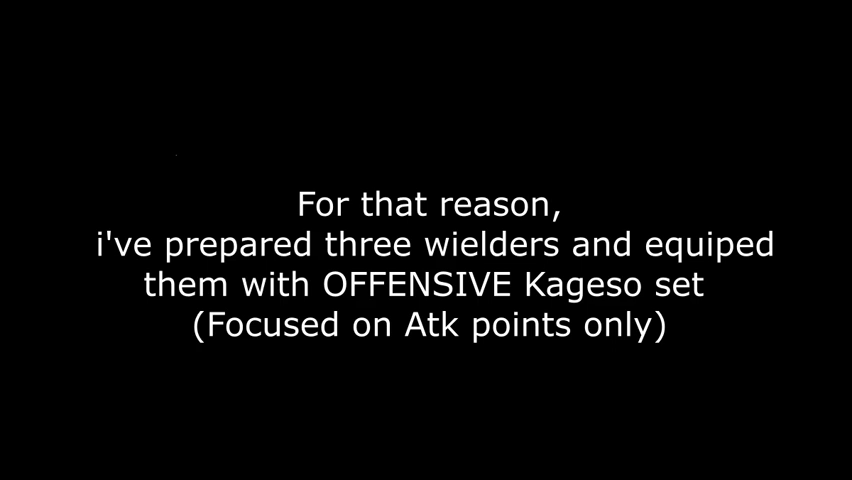 For that reason,
i've prepared three wielders and equiped
them with OFFENSIVE Kageso set
(Focused on Atk points only)